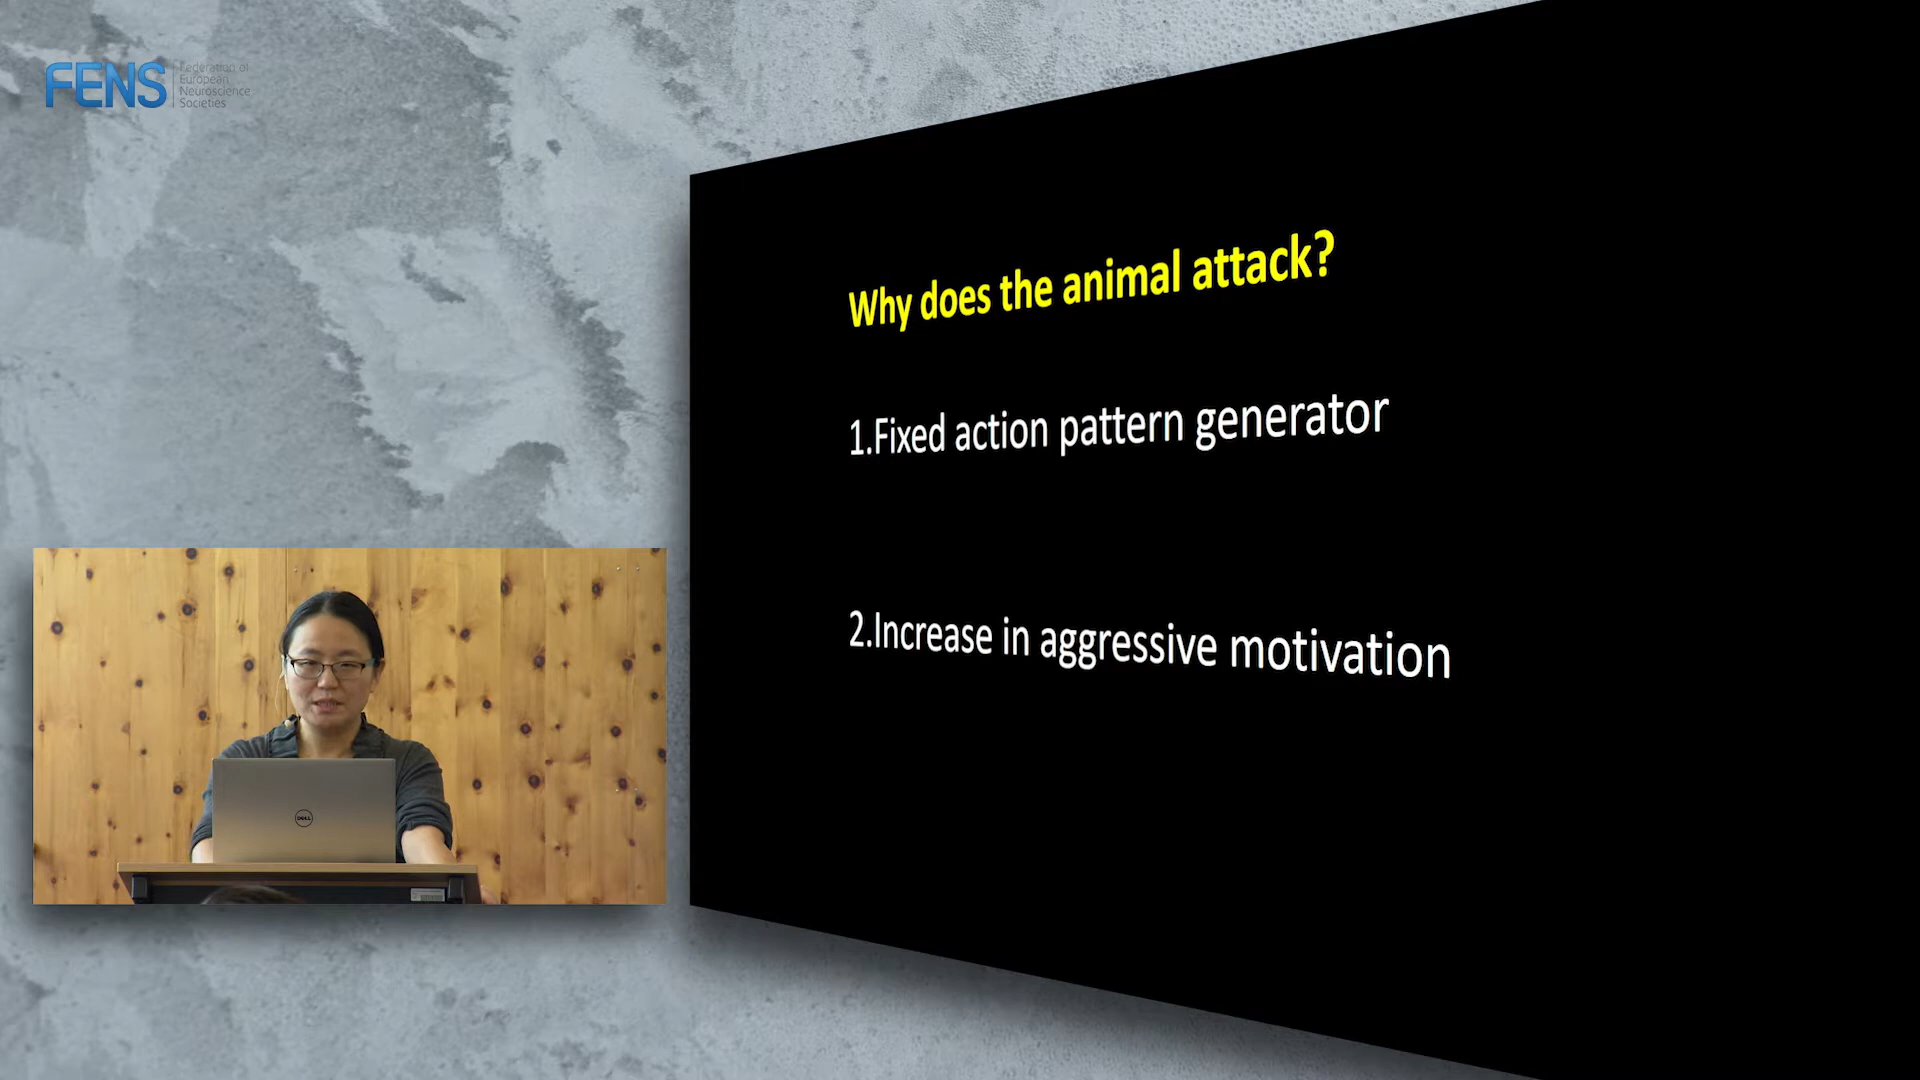 FENS
Federation of
European
Neuroscience
Societies
Why does the animal attack?
1.Fixed action pattern generator
2.Increase in aggressive motivation
DELL